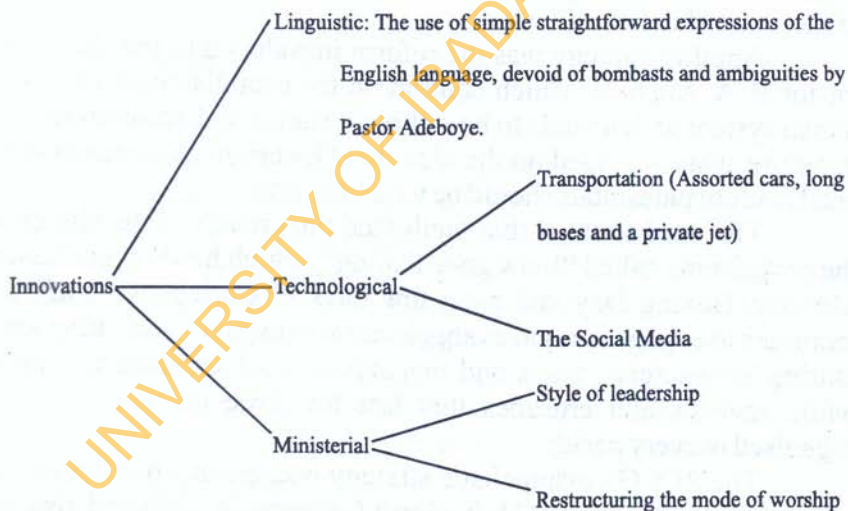 Linguistic: The use of simple straightforward expressions of the
English language, devoid of bombasts and ambiguities by
Pastor Adeboye.
Transportation (Assorted cars, long
buses and a private jet)
Innovations
Technological
The Social Media
Style of leadership
Ministerial
Restructuring the mode of worship
UNIVERSITY OF IBADA